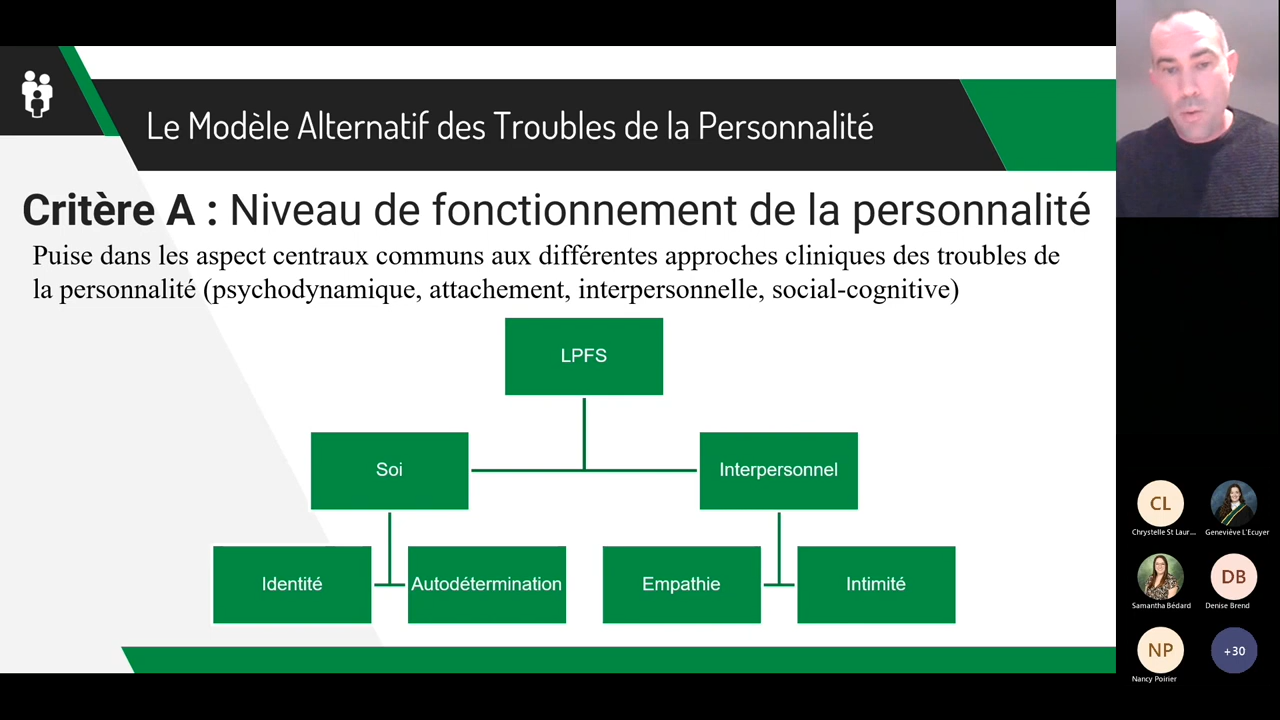 Le Modèle Alternatif des Troubles de la Personnalité
Critère A : Niveau de fonctionnement de la personnalité
Puise dans les aspect centraux communs aux différentes approches cliniques des troubles de
la personnalité (psychodynamique, attachement, interpersonnelle, social-cognitive)
LPFS
Soi
Interpersonnel
Identité
Autodétermination
Empathie
Intimité
CL
Chrystelle St Laur...
Geneviève L'Ecuyer
Samantha Bédard
DB
Denise Brend
NP
Nancy Poirier
+30